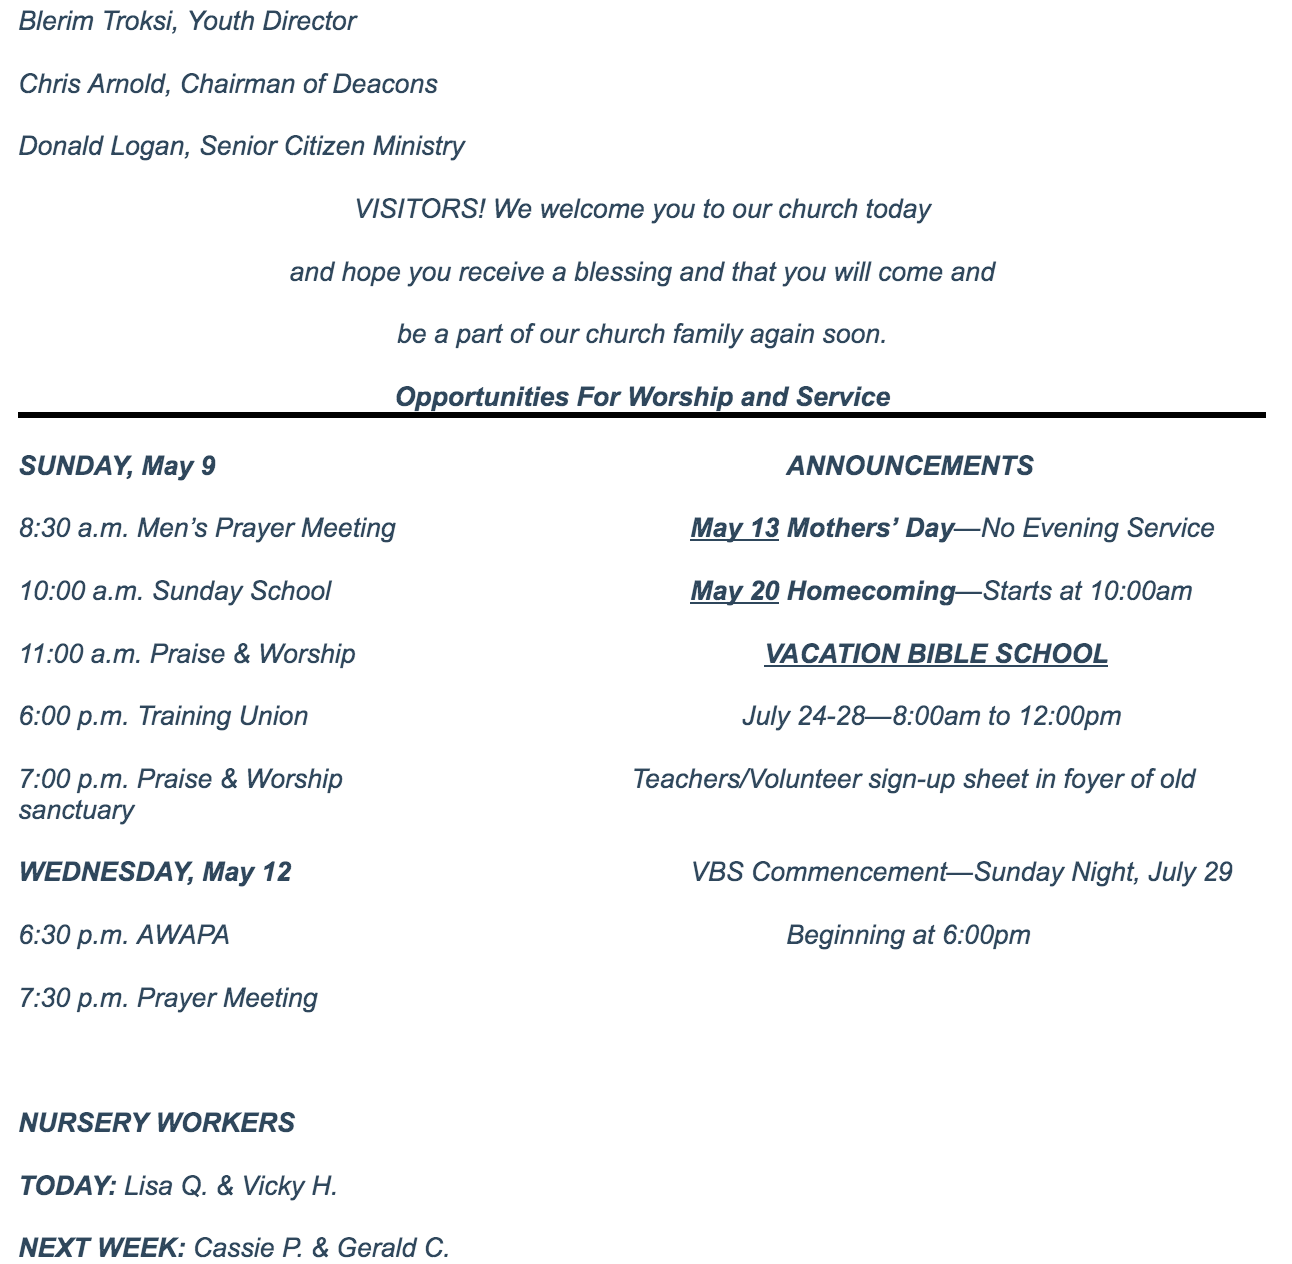 Blerim Troksi, Youth Director
Chris Arnold, Chairman of Deacons
Donald Logan, Senior Citizen Ministry
VISITORS! We welcome you to our church today
and hope you receive a blessing and that you will come and
be a part of our church family again soon.
Opportunities For Worship and Service
SUNDAY, May 9 ANNOUNCEMENTS
8:30 a.m. Men’s Prayer Meeting May 13 Mothers’ Day—No Evening Service
10:00 a.m. Sunday School May 20 Homecoming—Starts at 10:00am
11:00 a.m. Praise & Worship VACATION BIBLE SCHOOL
6:00 p.m. Training Union July 24-28—8:00am to 12:00pm
7:00 p.m. Praise & Worship Teachers/Volunteer sign-up sheet in foyer of old
sanctuary
WEDNESDAY, May 12 VBS Commencement—Sunday Night, July 29
6:30 p.m. AWAPA Beginning at 6:00pm
7:30 p.m. Prayer Meeting
NURSERY WORKERS
TODAY: Lisa Q. & Vicky H.
NEXT WEEK: Cassie P. & Gerald C.